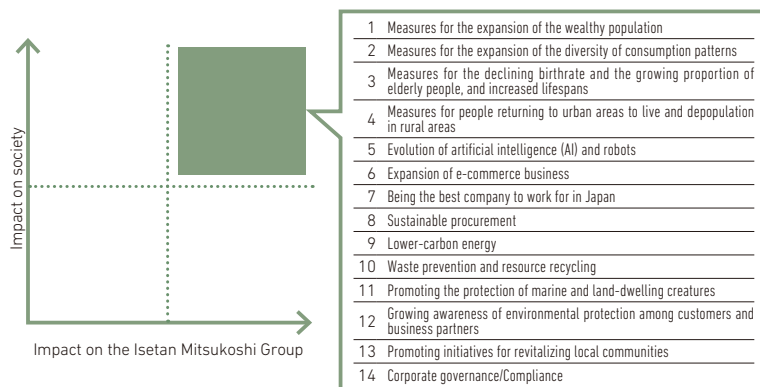 Impact on society
Impact on the Isetan Mitsukoshi Group
1 Measures for the expansion of the wealthy population
2 Measures for the expansion of the diversity of consumption patterns
3 Measures for the declining birthrate and the growing proportion of
elderly people, and increased lifespans
4 Measures for people returning to urban areas to live and depopulation
in rural areas
5 Evolution of artificial intelligence (AI) and robots
6 Expansion of e-commerce business
7 Being the best company to work for in Japan
8 Sustainable procurement
9 Lower-carbon energy
10 Waste prevention and resource recycling
11 Promoting the protection of marine and land-dwelling creatures
12 Growing awareness of environmental protection among customers and
business partners
13 Promoting initiatives for revitalizing local communities
14 Corporate governance/Compliance